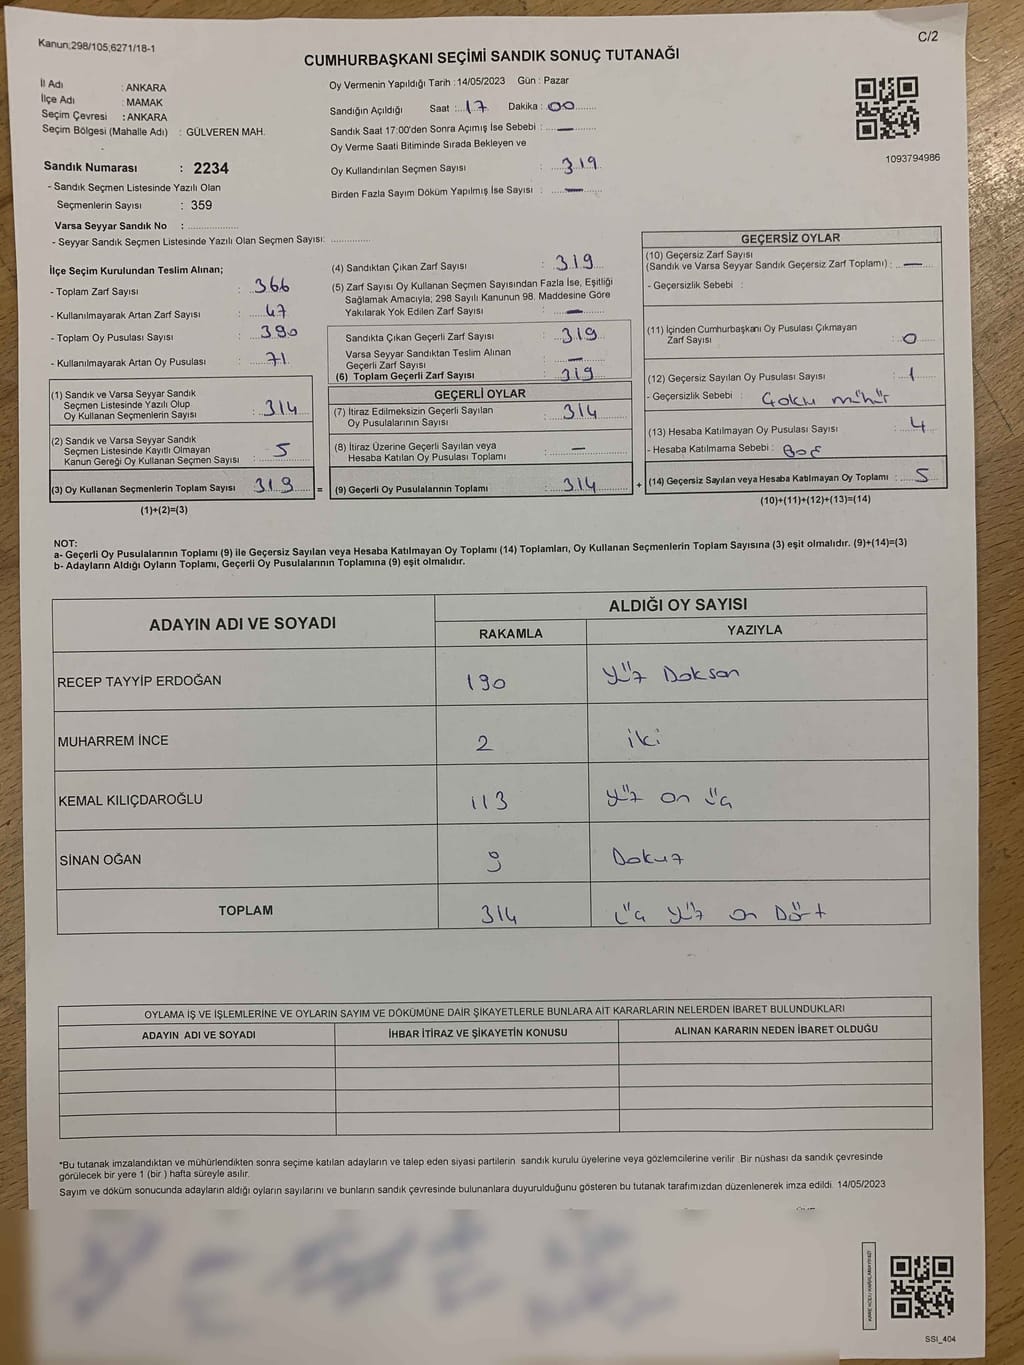 Kanun;298/105;6271/18-1
C/2
CUMHURBAŞKANI SEÇİMİ SANDIK SONUÇ TUTANAĞI
İl Adı : ANKARA
İlçe Adı : MAMAK
Seçim Çevresi : ANKARA
Seçim Bölgesi (Mahalle Adı) : GÜLVEREN MAH.
Sandık Numarası : 2234
- Sandık Seçmen Listesinde Yazılı Olan
Seçmenlerin Sayısı : 359
Varsa Seyyar Sandık No : ..................
- Seyyar Sandık Seçmen Listesinde Yazılı Olan Seçmen Sayısı: .............
Oy Vermenin Yapıldığı Tarih : 14/05/2023 Gün : Pazar
Sandığın Açıldığı Saat : 17 Dakika : 00
Sandık Saat 17:00'den Sonra Açımış İse Sebebi : —
Oy Verme Saati Bitiminde Sırada Bekleyen ve
Oy Kullandırılan Seçmen Sayısı : 319
Birden Fazla Sayım Döküm Yapılmış İse Sayısı : —
1093794986
İlçe Seçim Kurulundan Teslim Alınan;
- Toplam Zarf Sayısı : 366
- Kullanılmayarak Artan Zarf Sayısı : 47
- Toplam Oy Pusulası Sayısı : 390
- Kullanılmayarak Artan Oy Pusulası : 71
(1) Sandık ve Varsa Seyyar Sandık
Seçmen Listesinde Yazılı Olup
Oy Kullanan Seçmenlerin Sayısı : 314
(2) Sandık ve Varsa Seyyar Sandık
Seçmen Listesinde Kayıtlı Olmayan
Kanun Gereği Oy Kullanan Seçmen Sayısı : 5
(3) Oy Kullanan Seçmenlerin Toplam Sayısı 319 =
(1)+(2)=(3)
(4) Sandıktan Çıkan Zarf Sayısı : 319
(5) Zarf Sayısı Oy Kullanan Seçmen Sayısından Fazla İse, Eşitliği
Sağlamak Amacıyla; 298 Sayılı Kanunun 98. Maddesine Göre
Yakılarak Yok Edilen Zarf Sayısı : —
Sandıkta Çıkan Geçerli Zarf Sayısı : 319
Varsa Seyyar Sandıktan Teslim Alınan
Geçerli Zarf Sayısı : —
(6) Toplam Geçerli Zarf Sayısı : 319
GEÇERLİ OYLAR
(7) İtiraz Edilmeksizin Geçerli Sayılan
Oy Pusulalarının Sayısı : 314
(8) İtiraz Üzerine Geçerli Sayılan veya
Hesaba Katılan Oy Pusulası Toplamı : —
(9) Geçerli Oy Pusulalarının Toplamı : 314 +
GEÇERSİZ OYLAR
(10) Geçersiz Zarf Sayısı
(Sandık ve Varsa Seyyar Sandık Geçersiz Zarf Toplamı) : —
- Geçersizlik Sebebi :
(11) İçinden Cumhurbaşkanı Oy Pusulası Çıkmayan
Zarf Sayısı : 0
(12) Geçersiz Sayılan Oy Pusulası Sayısı : 1
- Geçersizlik Sebebi : Çoklu mühür
(13) Hesaba Katılmayan Oy Pusulası Sayısı : 4
- Hesaba Katılmama Sebebi : Boş
(14) Geçersiz Sayılan veya Hesaba Katılmayan Oy Toplamı : 5
(10)+(11)+(12)+(13)=(14)
NOT:
a- Geçerli Oy Pusulalarının Toplamı (9) ile Geçersiz Sayılan veya Hesaba Katılmayan Oy Toplamı (14) Toplamları, Oy Kullanan Seçmenlerin Toplam Sayısına (3) eşit olmalıdır. (9)+(14)=(3)
b- Adayların Aldığı Oyların Toplamı, Geçerli Oy Pusulalarının Toplamına (9) eşit olmalıdır.
ADAYIN ADI VE SOYADI ALDIĞI OY SAYISI
RAKAMLA YAZIYLA
RECEP TAYYİP ERDOĞAN 190 Yüz Doksan
MUHARREM İNCE 2 iki
KEMAL KILIÇDAROĞLU 113 Yüz on üç
SİNAN OĞAN 9 Dokuz
TOPLAM 314 üç yüz on Dört
OYLAMA İŞ VE İŞLEMLERİNE VE OYLARIN SAYIM VE DÖKÜMÜNE DAİR ŞİKAYETLERLE BUNLARA AİT KARARLARIN NELERDEN İBARET BULUNDUKLARI
ADAYIN ADI VE SOYADI İHBAR İTİRAZ VE ŞİKAYETİN KONUSU ALINAN KARARIN NEDEN İBARET OLDUĞU
*Bu tutanak imzalandıktan ve mühürlendikten sonra seçime katılan adayların ve talep eden siyasi partilerin sandık kurulu üyelerine veya gözlemcilerine verilir .Bir nüshası da sandık çevresinde
görülecek bir yere 1 (bir ) hafta süreyle asılır.
Sayım ve döküm sonucunda adayların aldığı oyların sayılarını ve bunların sandık çevresinde bulunanlara duyurulduğunu gösteren bu tutanak tarafımızdan düzenlenerek imza edildi. 14/05/2023
SSI_404